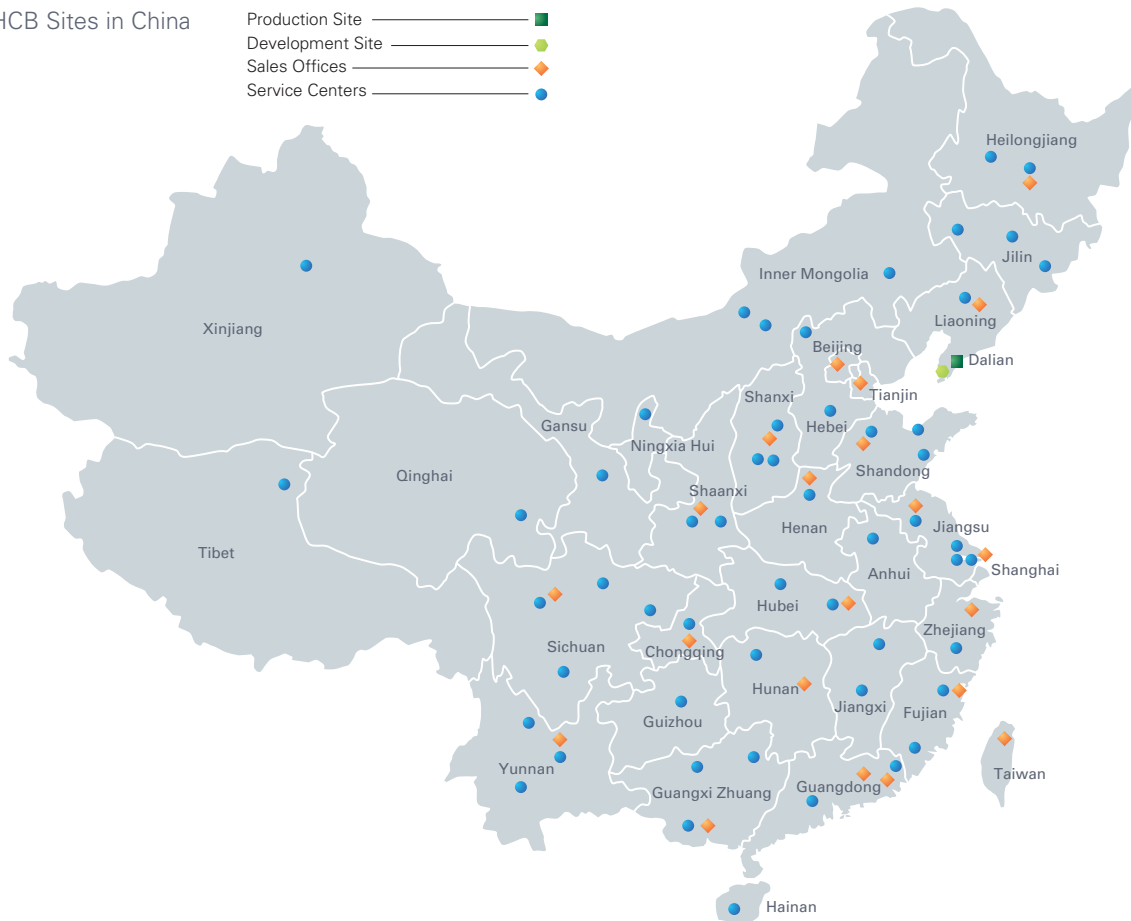 HCB Sites in China
Production Site
Development Site
Sales Offices
Service Centers
Heilongjiang
Jilin
Inner Mongolia
Liaoning
Xinjiang
Beijing
Dalian
Tianjin
Shanxi
Gansu
Hebei
Ningxia Hui
Shandong
Qinghai
Shaanxi
Henan
Jiangsu
Tibet
Anhui
Shanghai
Hubei
Zhejiang
Sichuan
Chongqing
Hunan
Jiangxi
Fujian
Guizhou
Yunnan
Taiwan
Guangxi Zhuang
Guangdong
Hainan